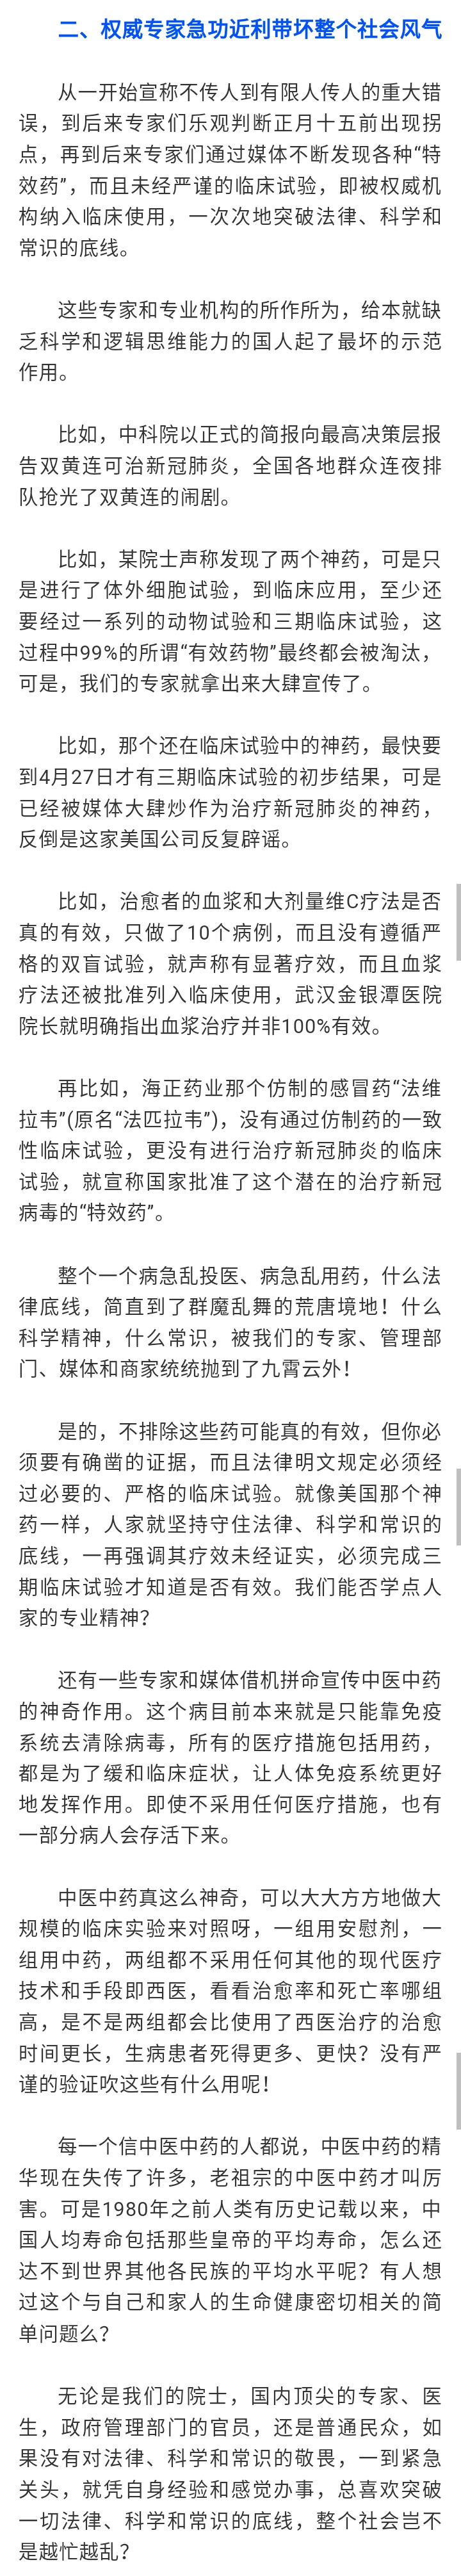 二、权威专家急功近利带坏整个社会风气
从一开始宣称不传人到有限人传人的重大错
误，到后来专家们乐观判断正月十五前出现拐
点，再到后来专家们通过媒体不断发现各种“特
效药”，而且未经严谨的临床试验，即被权威机
构纳入临床使用，一次次地突破法律、科学和
常识的底线。
这些专家和专业机构的所作所为，给本就缺
乏科学和逻辑思维能力的国人起了最坏的示范
作用。
比如，中科院以正式的简报向最高决策层报
告双黄连可治新冠肺炎，全国各地群众连夜排
队抢光了双黄连的闹剧。
比如，某院士声称发现了两个神药，可是只
是进行了体外细胞试验，到临床应用，至少还
要经过一系列的动物试验和三期临床试验，这
过程中99%的所谓“有效药物”最终都会被淘汰，
可是，我们的专家就拿出来大肆宣传了。
比如，那个还在临床试验中的神药，最快要
到4月27日才有三期临床试验的初步结果，可是
已经被媒体大肆炒作为治疗新冠肺炎的神药，
反倒是这家美国公司反复辟谣。
比如，治愈者的血浆和大剂量维C疗法是否
真的有效，只做了10个病例，而且没有遵循严
格的双盲试验，就声称有显著疗效，而且血浆
疗法还被批准列入临床使用，武汉金银潭医院
院长就明确指出血浆治疗并非100%有效。
再比如，海正药业那个仿制的感冒药“法维
拉韦”(原名“法匹拉韦”)，没有通过仿制药的一致
性临床试验，更没有进行治疗新冠肺炎的临床
试验，就宣称国家批准了这个潜在的治疗新冠
病毒的“特效药”。
整个一个病急乱投医、病急乱用药，什么法
律底线，简直到了群魔乱舞的荒唐境地！什么
科学精神，什么常识，被我们的专家、管理部
门、媒体和商家统统抛到了九霄云外！
是的，不排除这些药可能真的有效，但你必
须要有确凿的证据，而且法律明文规定必须经
过必要的、严格的临床试验。就像美国那个神
药一样，人家就坚持守住法律、科学和常识的
底线，一再强调其疗效未经证实，必须完成三
期临床试验才知道是否有效。我们能否学点人
家的专业精神？
还有一些专家和媒体借机拼命宣传中医中药
的神奇作用。这个病目前本来就是只能靠免疫
系统去清除病毒，所有的医疗措施包括用药，
都是为了缓和临床症状，让人体免疫系统更好
地发挥作用。即使不采用任何医疗措施，也有
一部分病人会存活下来。
中医中药真这么神奇，可以大大方方地做大
规模的临床实验来对照呀，一组用安慰剂，一
组用中药，两组都不采用任何其他的现代医疗
技术和手段即西医，看看治愈率和死亡率哪组
高，是不是两组都会比使用了西医治疗的治愈
时间更长，生病患者死得更多、更快？没有严
谨的验证吹这些有什么用呢！
每一个信中医中药的人都说，中医中药的精
华现在失传了许多，老祖宗的中医中药才叫厉
害。可是1980年之前人类有历史记载以来，中
国人均寿命包括那些皇帝的平均寿命，怎么还
达不到世界其他各民族的平均水平呢？有人想
过这个与自己和家人的生命健康密切相关的简
单问题么？
无论是我们的院士，国内顶尖的专家、医
生，政府管理部门的官员，还是普通民众，如
果没有对法律、科学和常识的敬畏，一到紧急
关头，就凭自身经验和感觉办事，总喜欢突破
一切法律、科学和常识的底线，整个社会岂不
是越忙越乱？